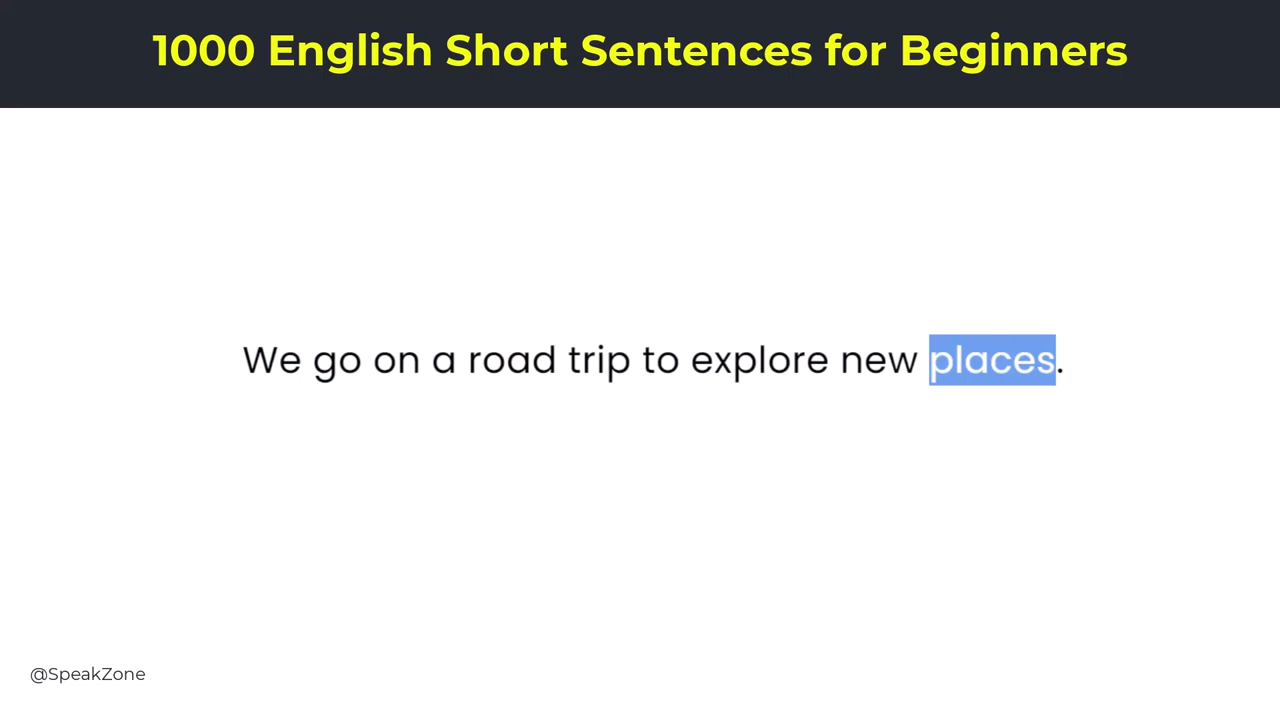 1000 English Short Sentences for Beginners
We go on a road trip to explore new places.
@SpeakZone